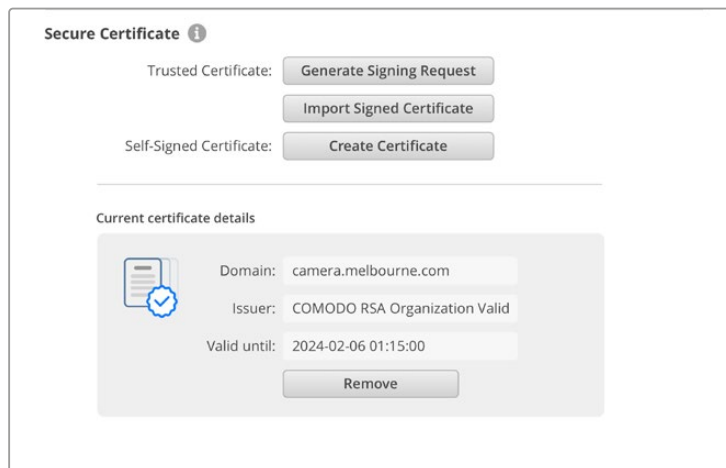 Secure Certificate
Trusted Certificate: Generate Signing Request
Import Signed Certificate
Self-Signed Certificate: Create Certificate
Current certificate details
Domain: camera.melbourne.com
Issuer: COMODO RSA Organization Valid
Valid until: 2024-02-06 01:15:00
Remove